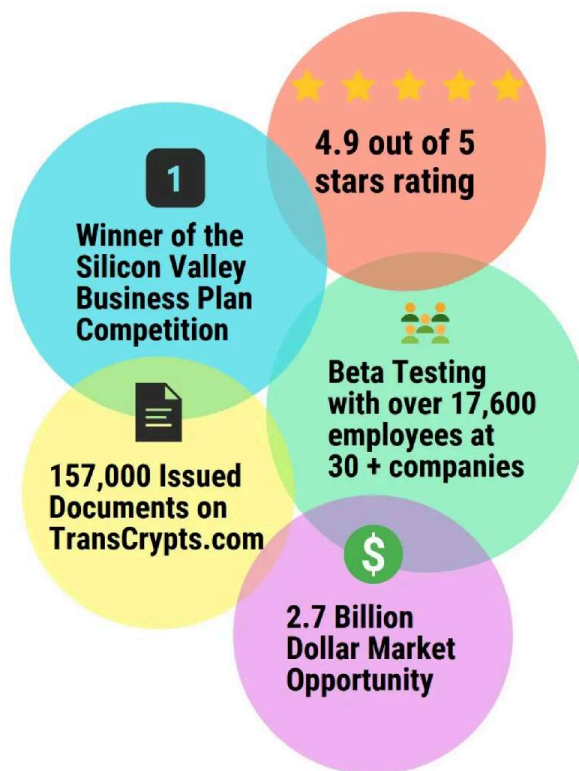 4.9 out of 5
stars rating
1
Winner of the
Silicon Valley
Business Plan
Competition
Beta Testing
with over 17,600
employees at
30 + companies
157,000 Issued
Documents on
TransCrypts.com
$
2.7 Billion
Dollar Market
Opportunity